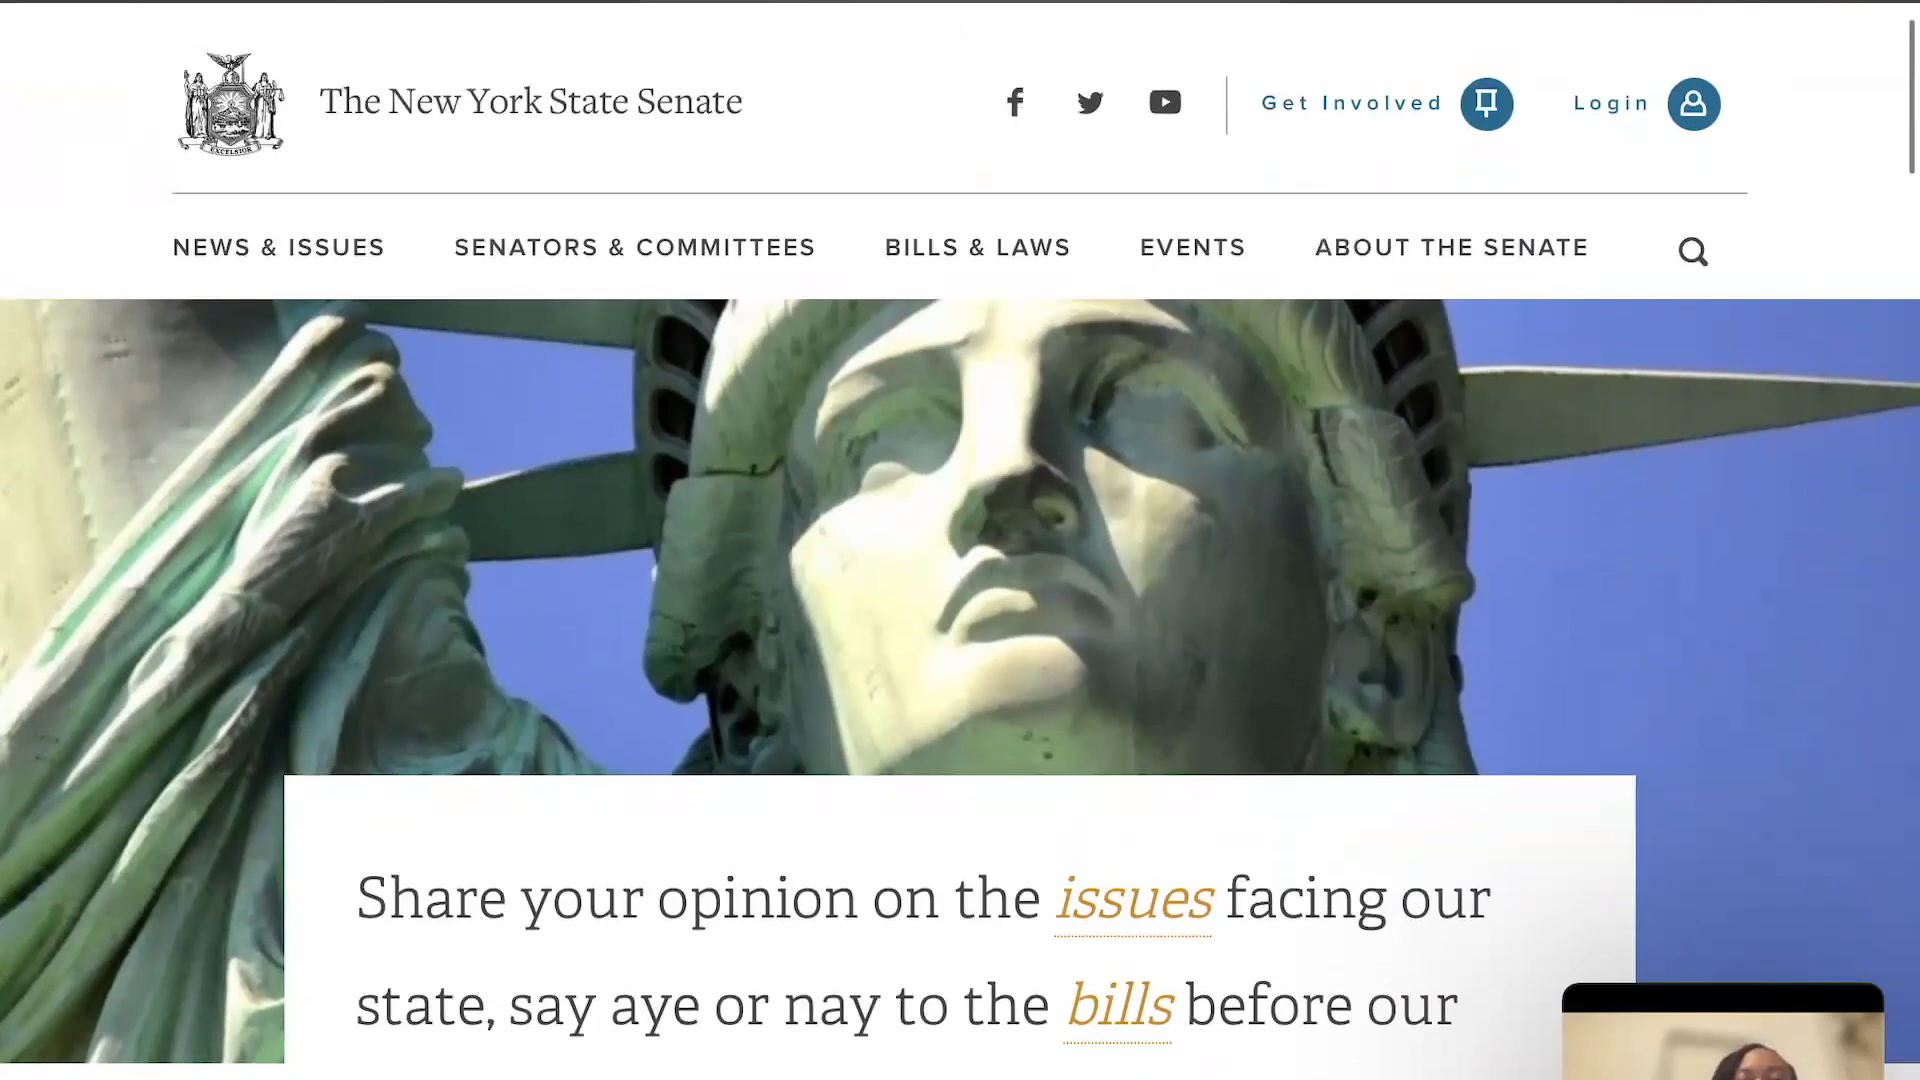 EXCELSIOR
The New York State Senate
Get Involved
Login
NEWS & ISSUES
SENATORS & COMMITTEES
BILLS & LAWS
EVENTS
ABOUT THE SENATE
Share your opinion on the issues facing our
state, say aye or nay to the bills before our